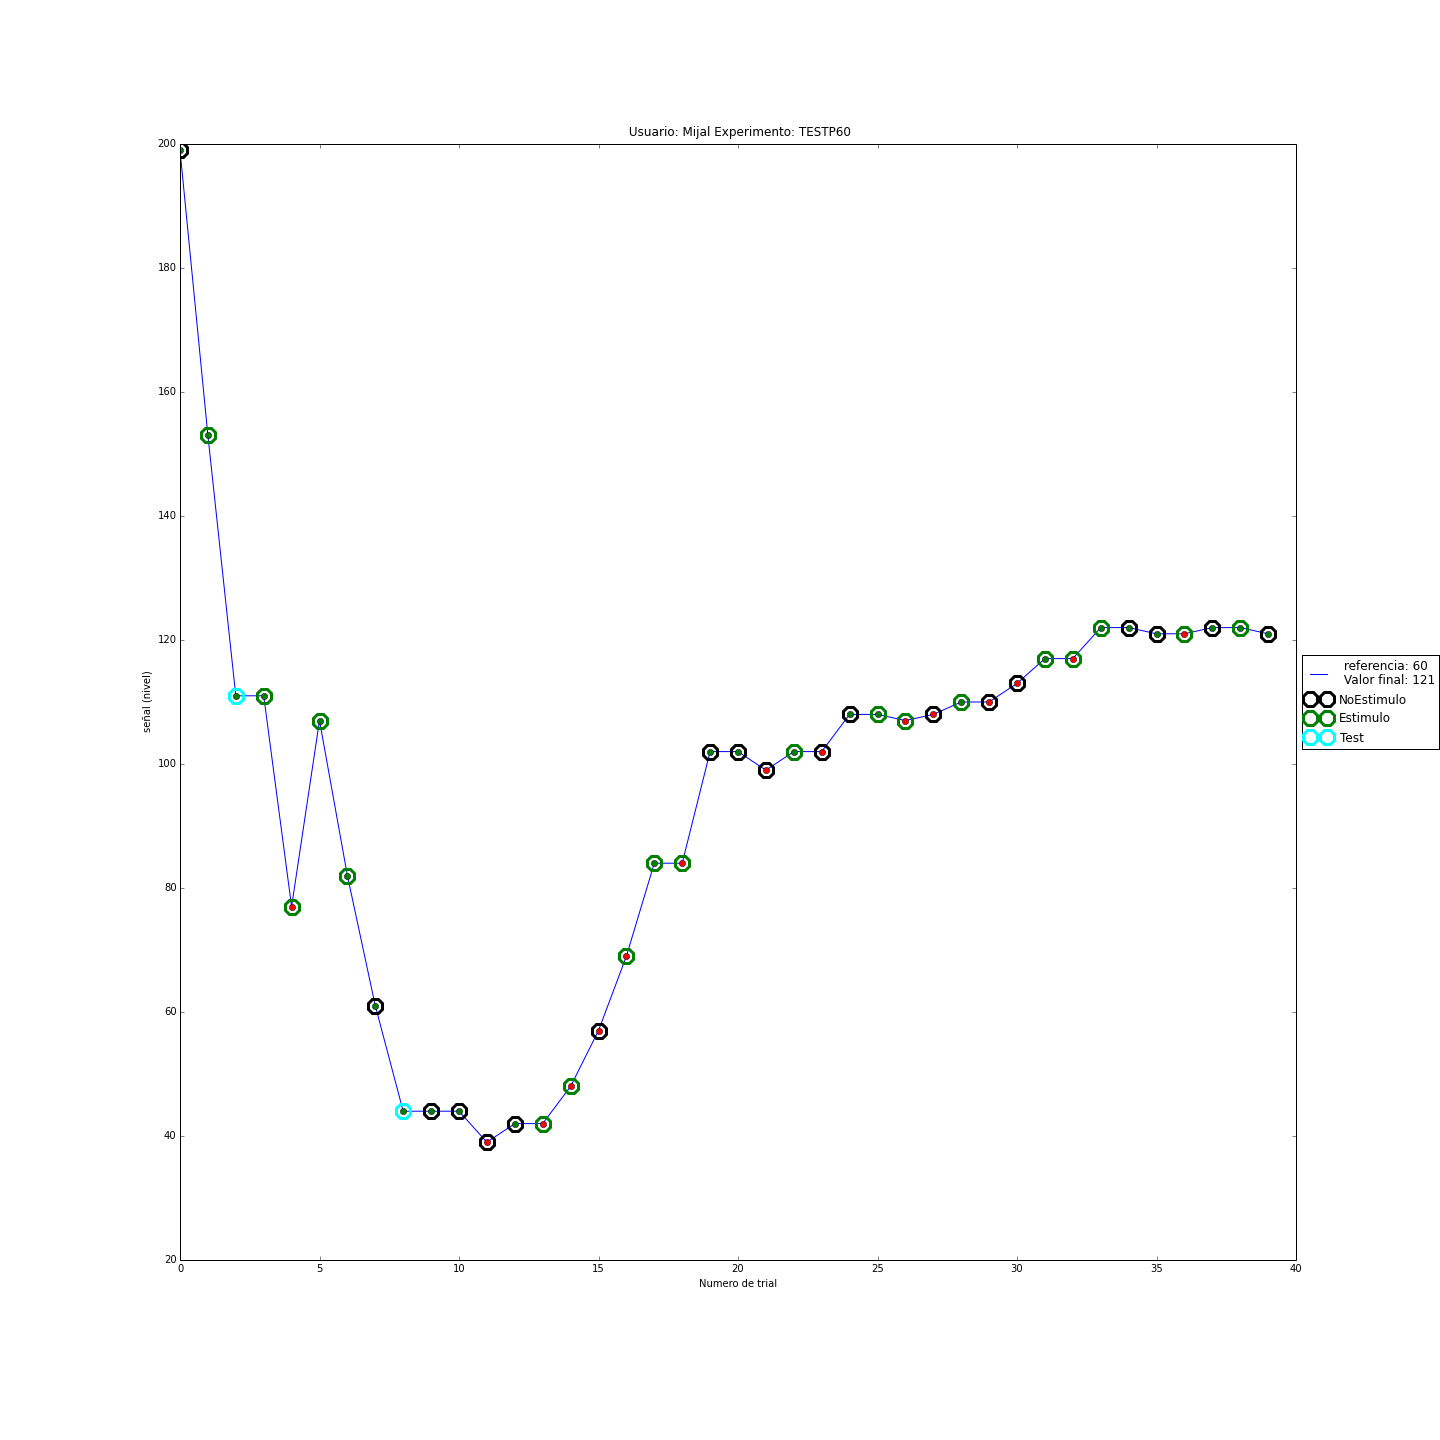 Usuario: Mijal Experimento: TESTP60
200
180
160
140
120
100
80
60
40
20
señal (nivel)
0 5 10 15 20 25 30 35 40
Numero de trial
referencia: 60
Valor final: 121
NoEstimulo
Estimulo
Test